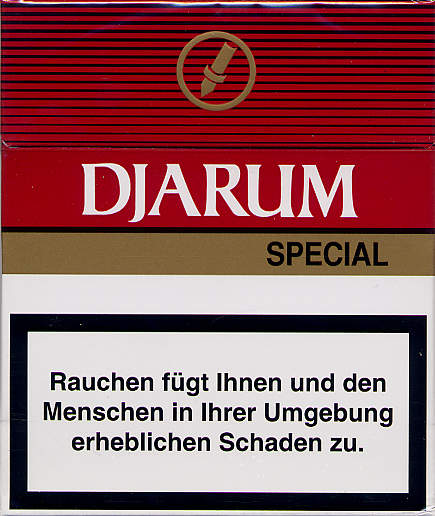 DJARUM
SPECIAL
Rauchen fügt Ihnen und den
Menschen in Ihrer Umgebung
erheblichen Schaden zu.